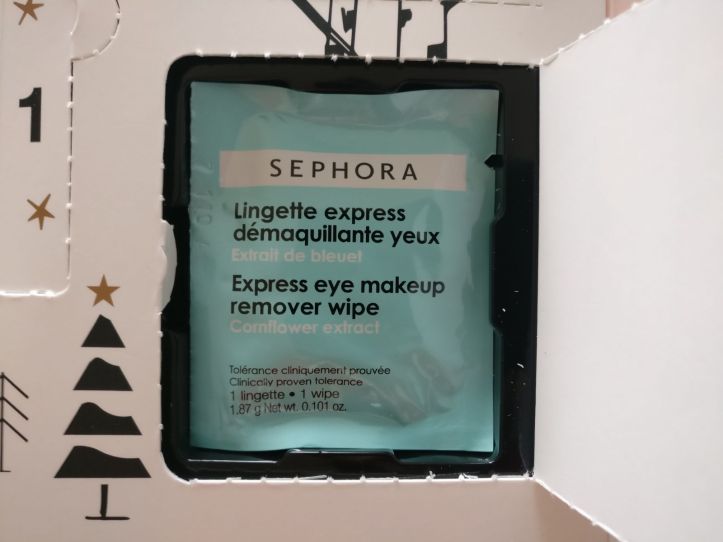 1
SEPHORA
Lingette express
démaquillante yeux
Extrait de bleuet
Express eye makeup
remover wipe
Cornflower extract
Tolérance cliniquement prouvée
Clinically proven tolerance
1 lingette • 1 wipe
1.87 g Net wt. 0.101 oz.